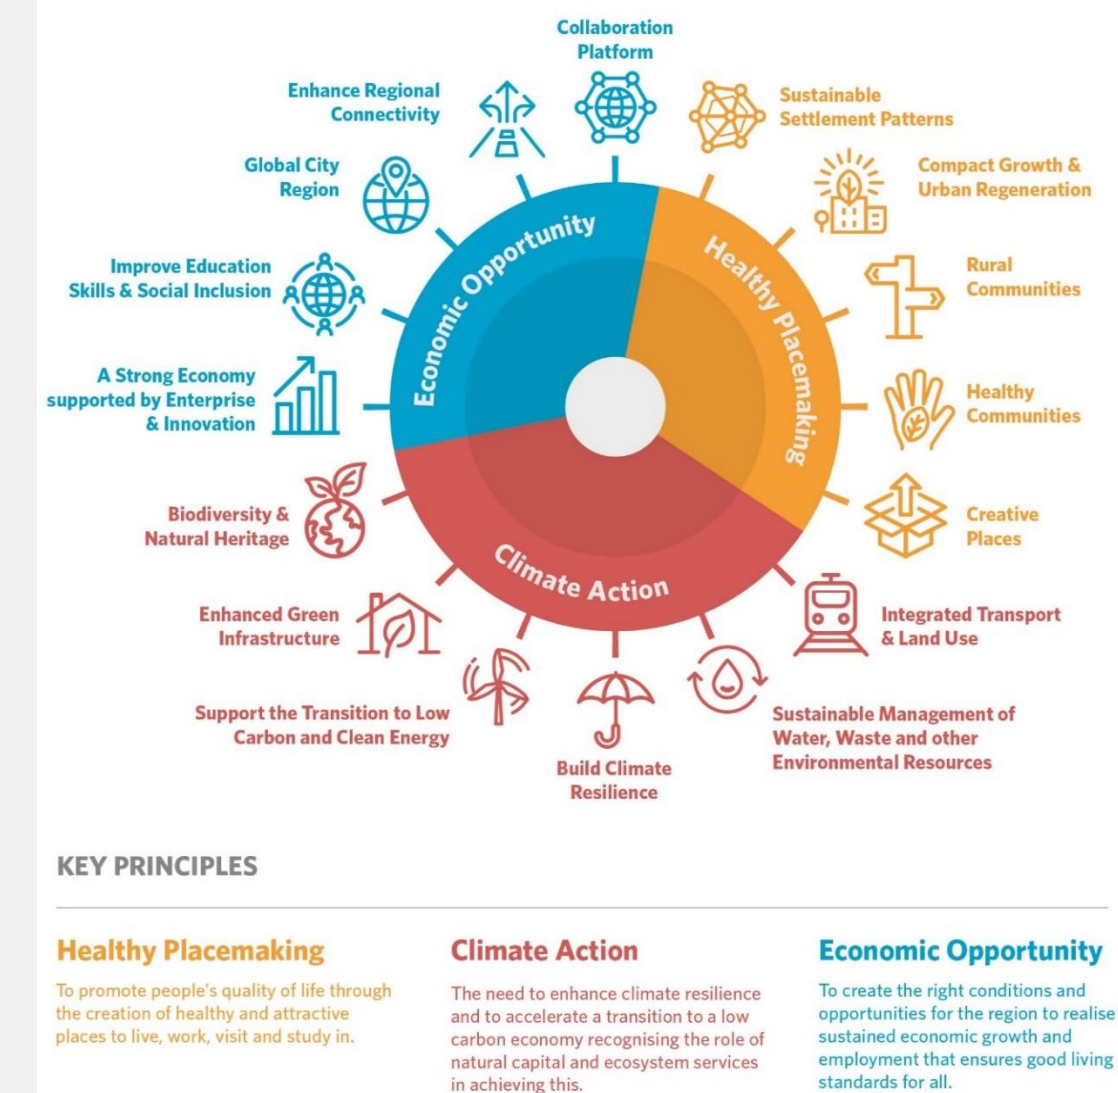 Collaboration
Platform
Sustainable
Settlement Patterns
Compact Growth &
Urban Regeneration
Rural
Communities
Healthy
Communities
Creative
Places
Integrated Transport
& Land Use
Sustainable Management of
Water, Waste and other
Environmental Resources
Build Climate
Resilience
Support the Transition to Low
Carbon and Clean Energy
Enhanced Green
Infrastructure
Biodiversity &
Natural Heritage
A Strong Economy
supported by Enterprise
& Innovation
Improve Education
Skills & Social Inclusion
Global City
Region
Enhance Regional
Connectivity
Economic Opportunity
Healthy Placemaking
Climate Action
KEY PRINCIPLES
Healthy Placemaking
To promote people's quality of life through
the creation of healthy and attractive
places to live, work, visit and study in.
Climate Action
The need to enhance climate resilience
and to accelerate a transition to a low
carbon economy recognising the role of
natural capital and ecosystem services
in achieving this.
Economic Opportunity
To create the right conditions and
opportunities for the region to realise
sustained economic growth and
employment that ensures good living
standards for all.